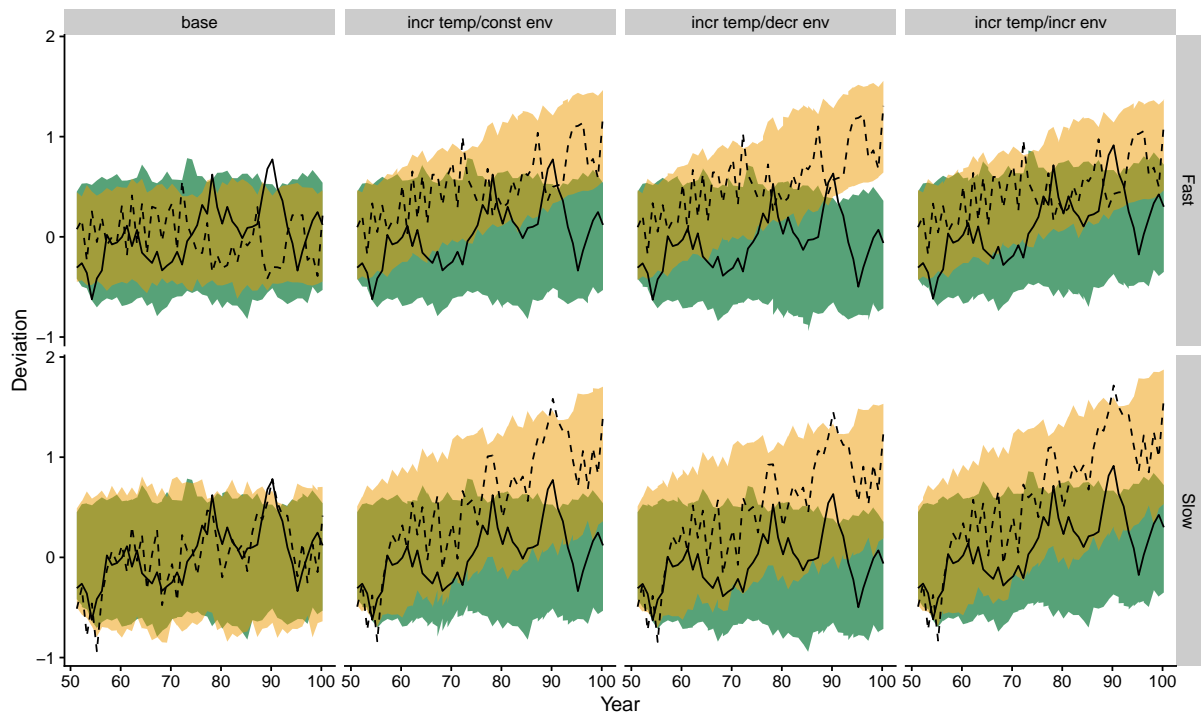 base incr temp/const env incr temp/decr env incr temp/incr env
2
1
0
−1
Fast
2
1
0
−1
Slow
Deviation
50 60 70 80 90 100 50 60 70 80 90 100 50 60 70 80 90 100 50 60 70 80 90 100
Year